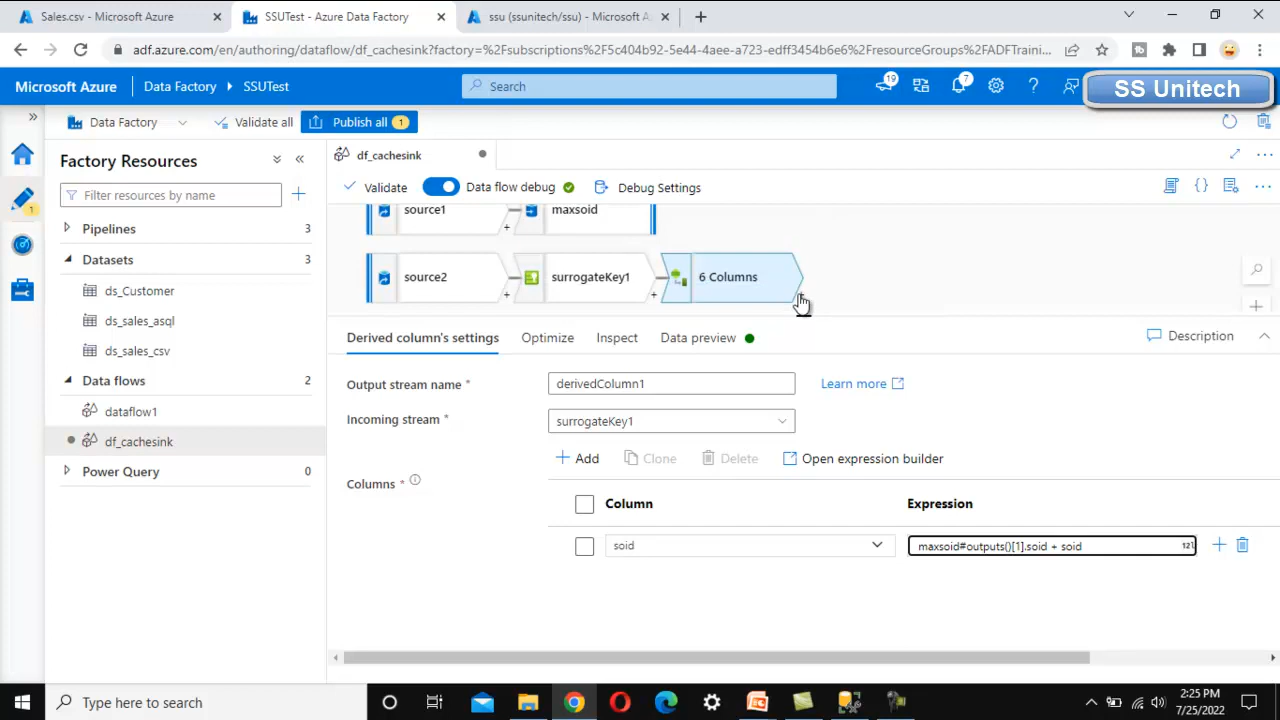 Sales.csv - Microsoft Azure
SSUTest - Azure Data Factory
ssu (ssunitech/ssu) - Microsoft A
adf.azure.com/en/authoring/dataflow/df_cachesink?factory=%2Fsubscriptions%2F5c404b92-5e44-4aee-a723-edff3454b6e6%2FresourceGroups%2FADFTraini...
Microsoft Azure
Data Factory
SSUTest
Search
19
7
SS Unitech
Data Factory
Validate all
Publish all
1
df_cachesink
Factory Resources
Validate
Data flow debug
Debug Settings
Filter resources by name
source1
maxsoid
Pipelines
3
Datasets
3
ds_Customer
source2
surrogateKey1
6 Columns
ds_sales_asql
Derived column's settings
Optimize
Inspect
Data preview
Description
ds_sales_csv
Data flows
2
Output stream name *
derivedColumn1
Learn more
dataflow1
Incoming stream *
surrogateKey1
df_cachesink
Add
Clone
Delete
Open expression builder
Power Query
0
Columns *
Column
Expression
soid
maxsoid#outputs()[1].soid + soid
Type here to search
2:25 PM
7/25/2022